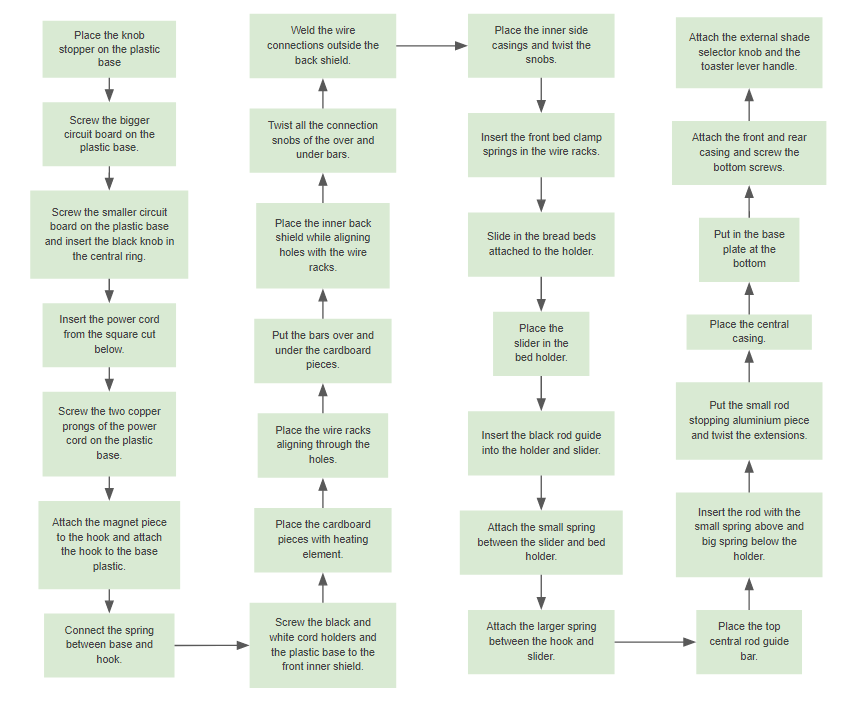 Place the knob
stopper on the plastic
base
Screw the bigger
circuit board on the
plastic base.
Screw the smaller circuit
board on the plastic base
and insert the black knob in
the central ring.
Insert the power cord
from the square cut
below.
Screw the two copper
prongs of the power
cord on the plastic
base.
Attach the magnet piece
to the hook and attach
the hook to the base
plastic.
Connect the spring
between base and
hook.
Screw the black and
white cord holders and
the plastic base to the
front inner shield.
Place the cardboard
pieces with heating
element.
Place the wire racks
aligning through the
holes.
Put the bars over and
under the cardboard
pieces.
Place the inner back
shield while aligning
holes with the wire
racks.
Twist all the connection
snobs of the over and
under bars.
Weld the wire
connections outside the
back shield.
Place the inner side
casings and twist the
snobs.
Insert the front bed clamp
springs in the wire racks.
Slide in the bread beds
attached to the holder.
Place the
slider in the
bed holder.
Insert the black rod guide
into the holder and slider.
Attach the small spring
between the slider and bed
holder.
Attach the larger spring
between the hook and
slider.
Place the top
central rod guide
bar.
Insert the rod with the
small spring above and
big spring below the
holder.
Put the small rod
stopping aluminium piece
and twist the extensions.
Place the central
casing.
Put in the base
plate at the
bottom
Attach the front and rear
casing and screw the
bottom screws.
Attach the external shade
selector knob and the
toaster lever handle.